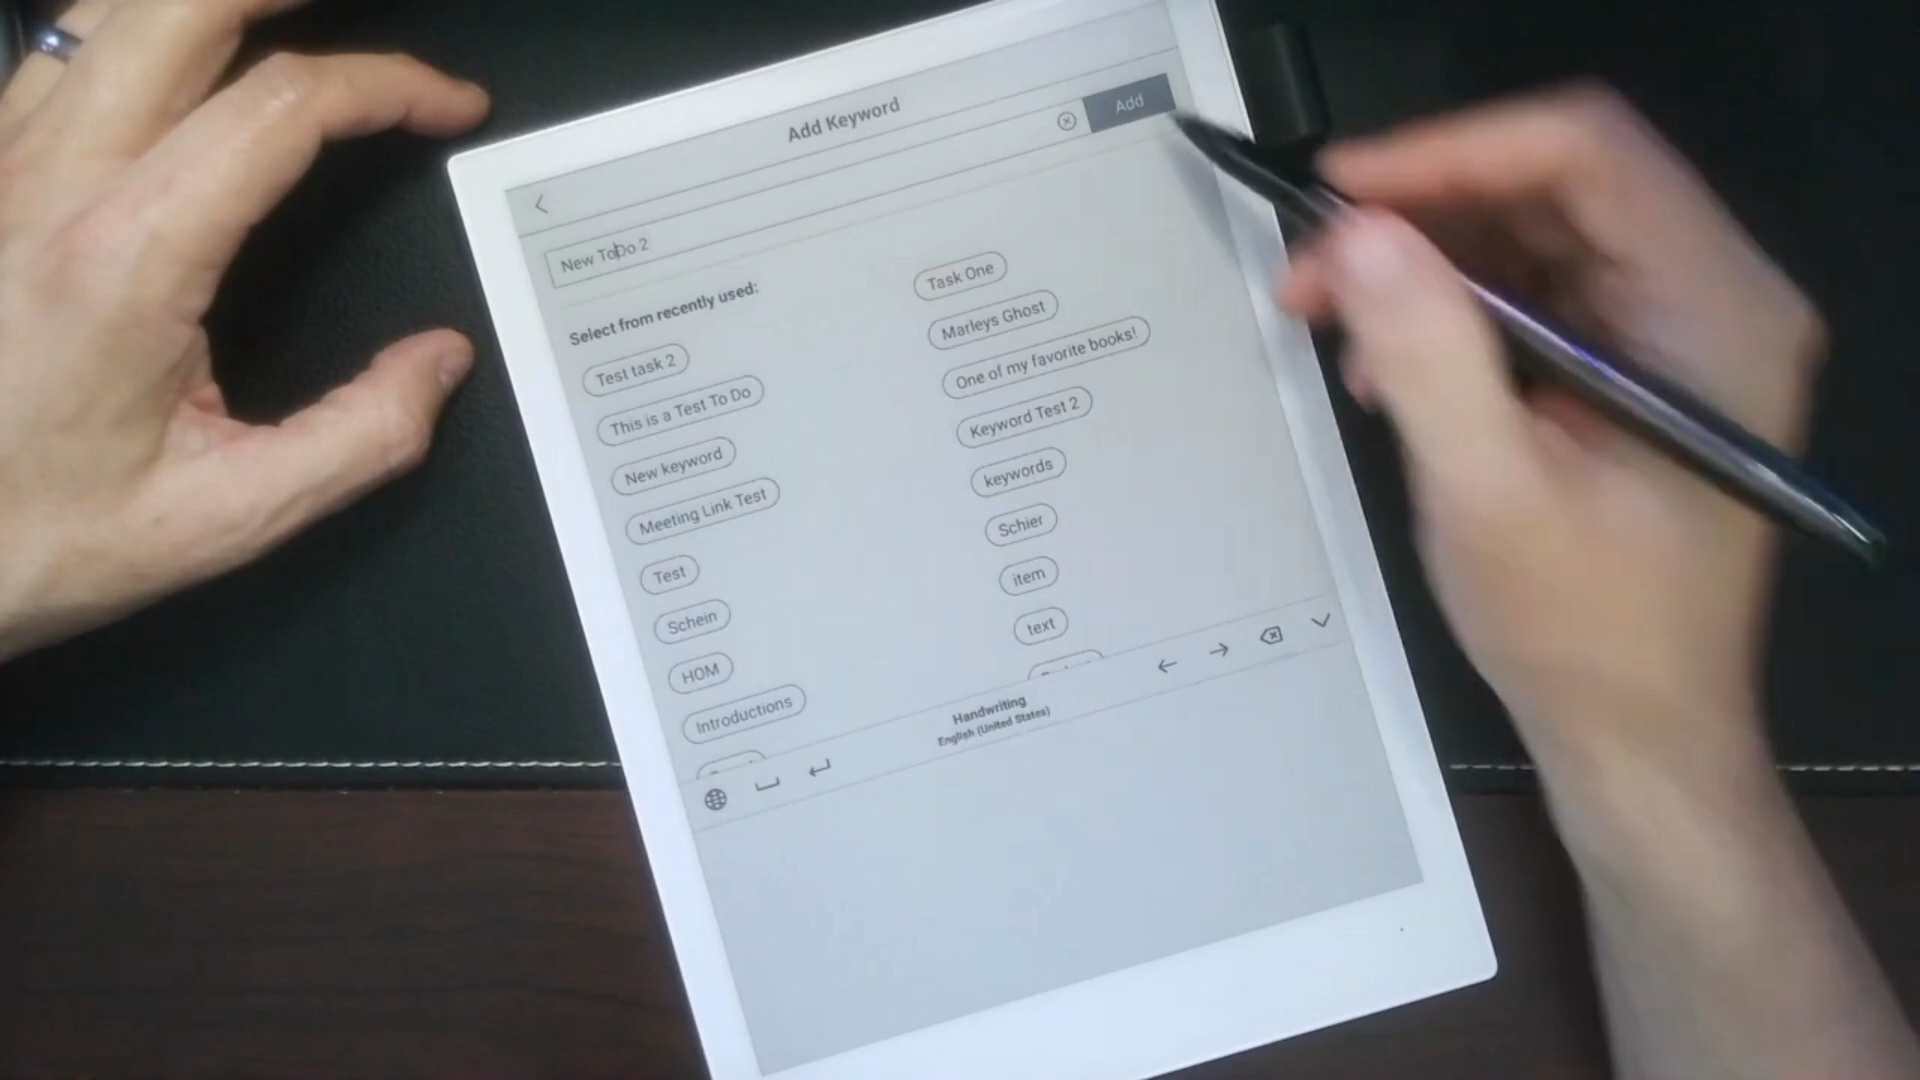 Add Keyword
New ToDo 2
Add
Select from recently used:
Test task 2
This is a Test To Do
New keyword
Meeting Link Test
Test
Schein
HOM
Introductions
Task One
Marleys Ghost
One of my favorite books!
Keyword Test 2
keywords
Schier
item
text
Handwriting
English (United States)